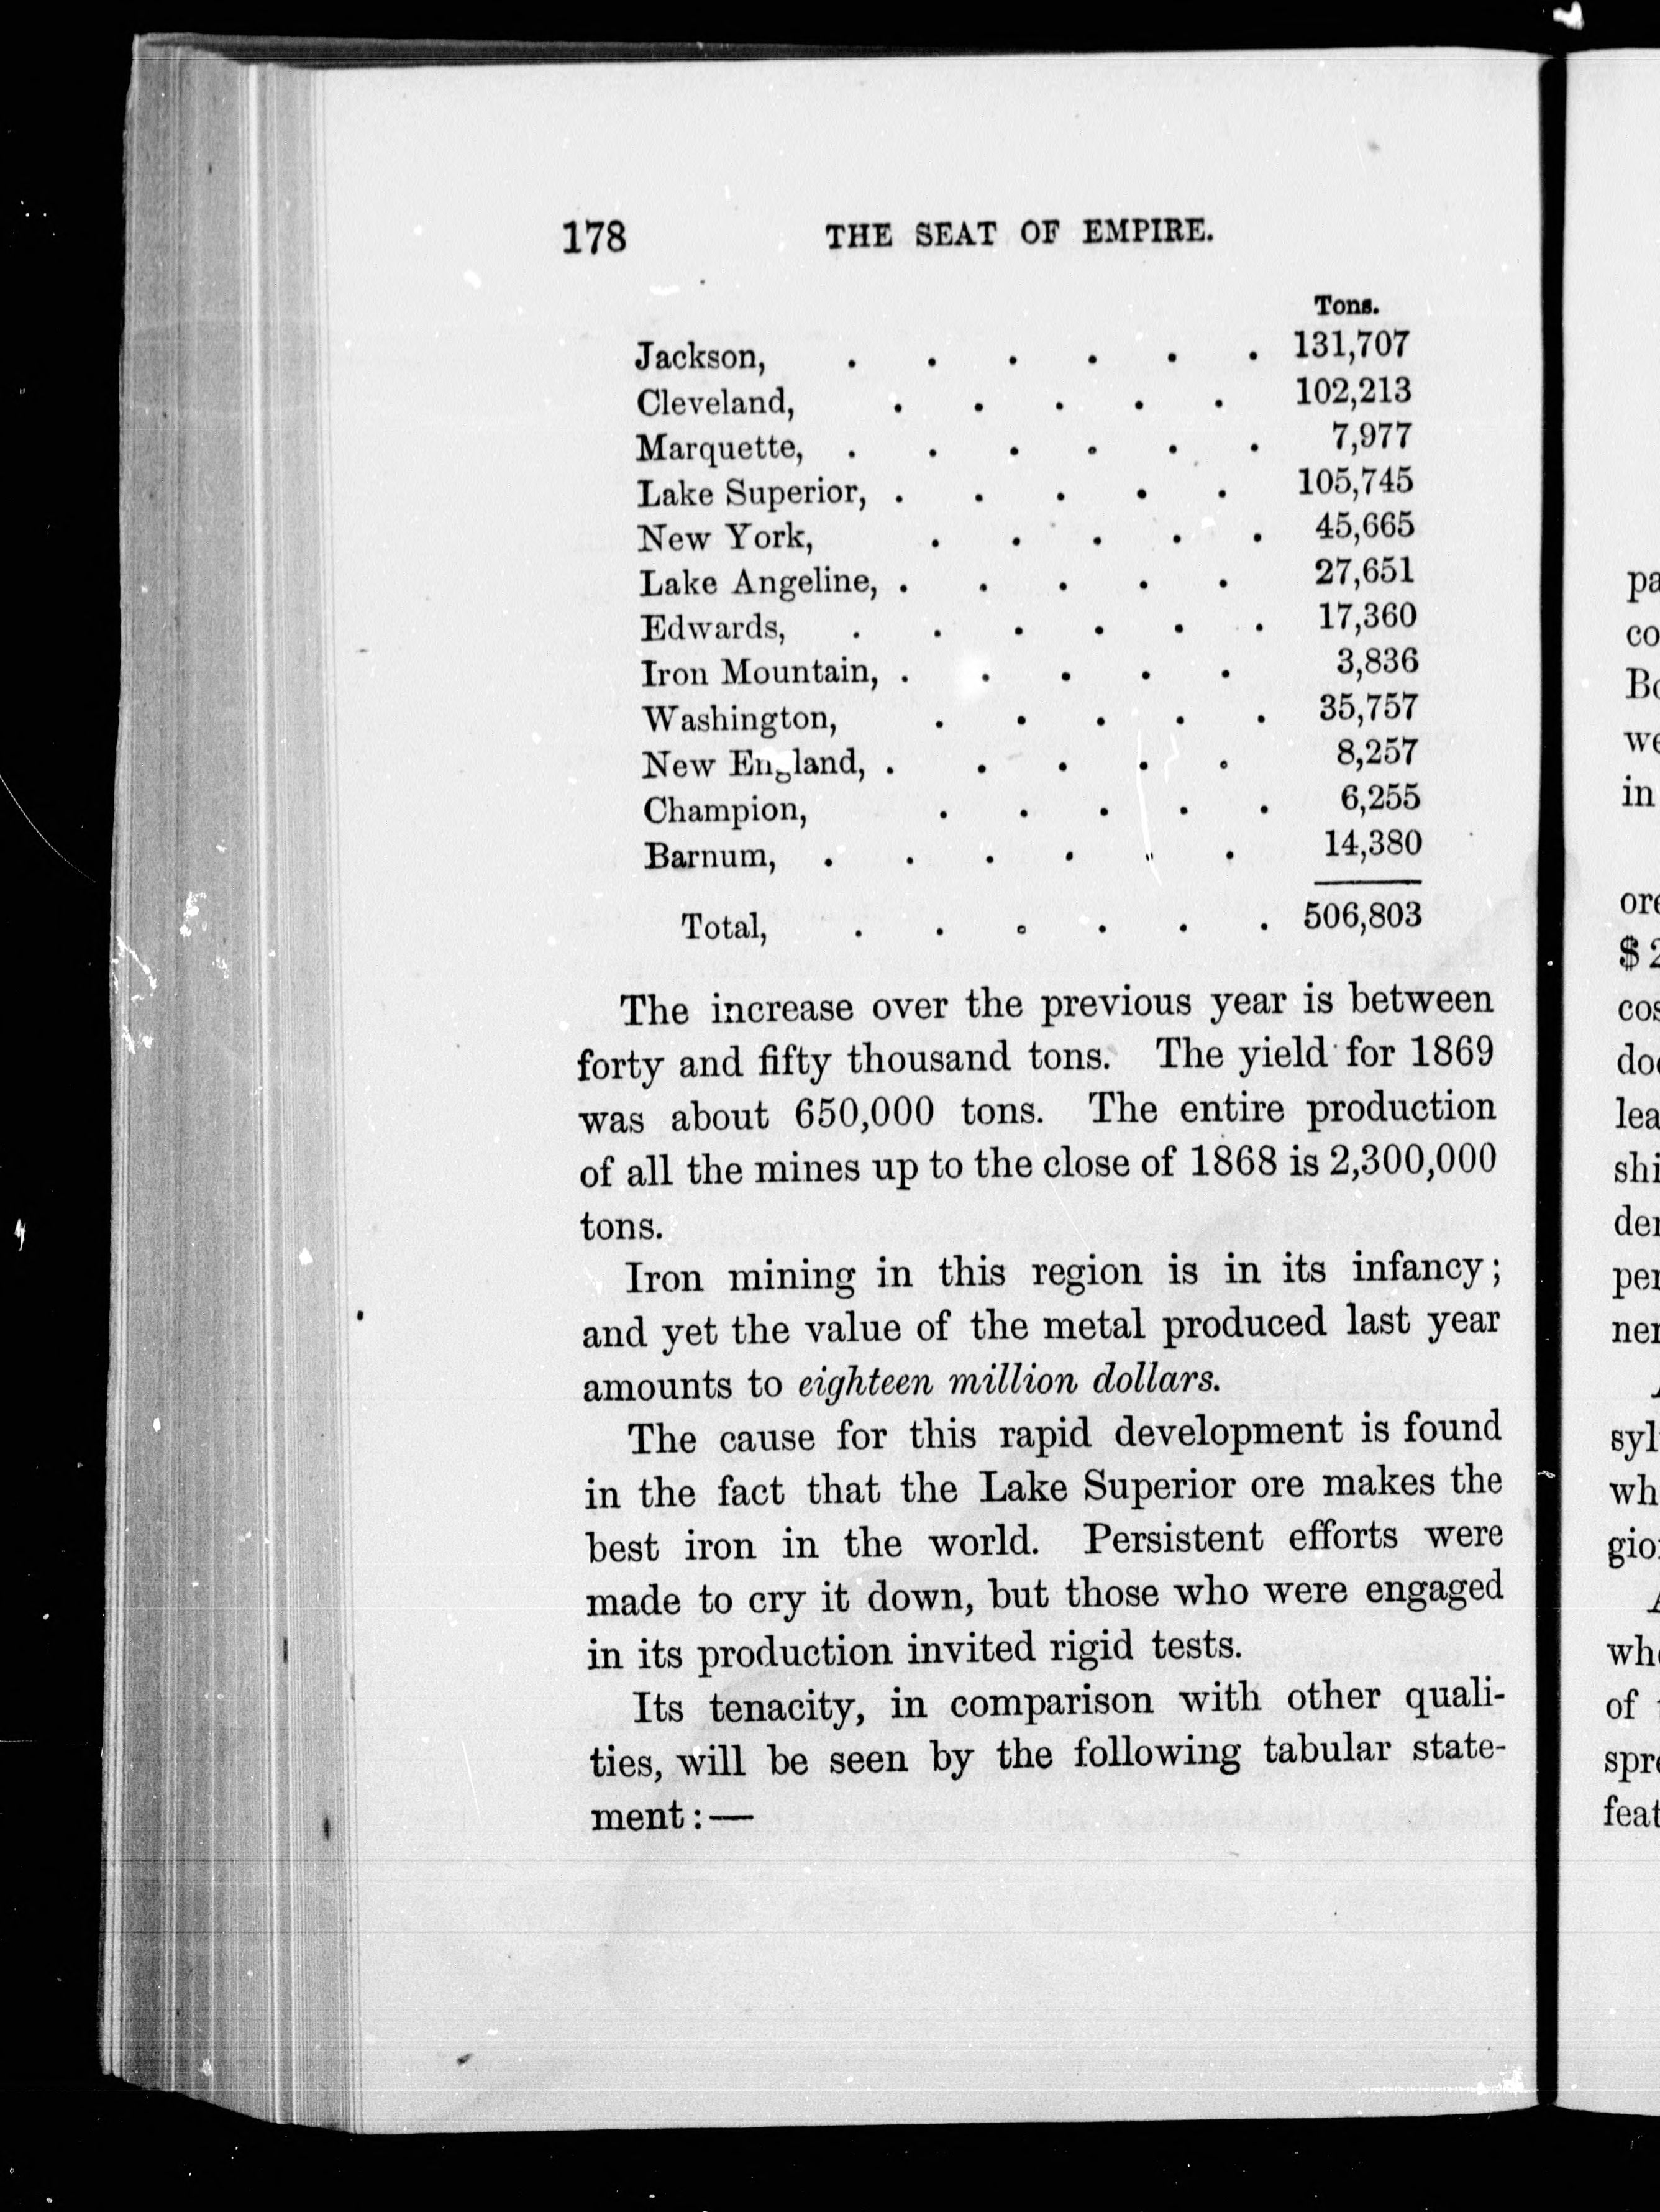 178 THE SEAT OF EMPIRE.
Tons.
Jackson, . . . . . . 131,707
Cleveland, . . . . . 102,213
Marquette, . . . . . . 7,977
Lake Superior, . . . . . 105,745
New York, . . . . . 45,665
Lake Angeline, . . . . . 27,651
Edwards, . . . . . . 17,360
Iron Mountain, . . . . . 3,836
Washington, . . . . . 35,757
New England, . . . . . 8,257
Champion, . . . . . 6,255
Barnum, . . . . . . 14,380
Total, . . . . . . 506,803
The increase over the previous year is between
forty and fifty thousand tons. The yield for 1869
was about 650,000 tons. The entire production
of all the mines up to the close of 1868 is 2,300,000
tons.
Iron mining in this region is in its infancy;
and yet the value of the metal produced last year
amounts to eighteen million dollars.
The cause for this rapid development is found
in the fact that the Lake Superior ore makes the
best iron in the world. Persistent efforts were
made to cry it down, but those who were engaged
in its production invited rigid tests.
Its tenacity, in comparison with other quali-
ties, will be seen by the following tabular state-
ment:—
in
of